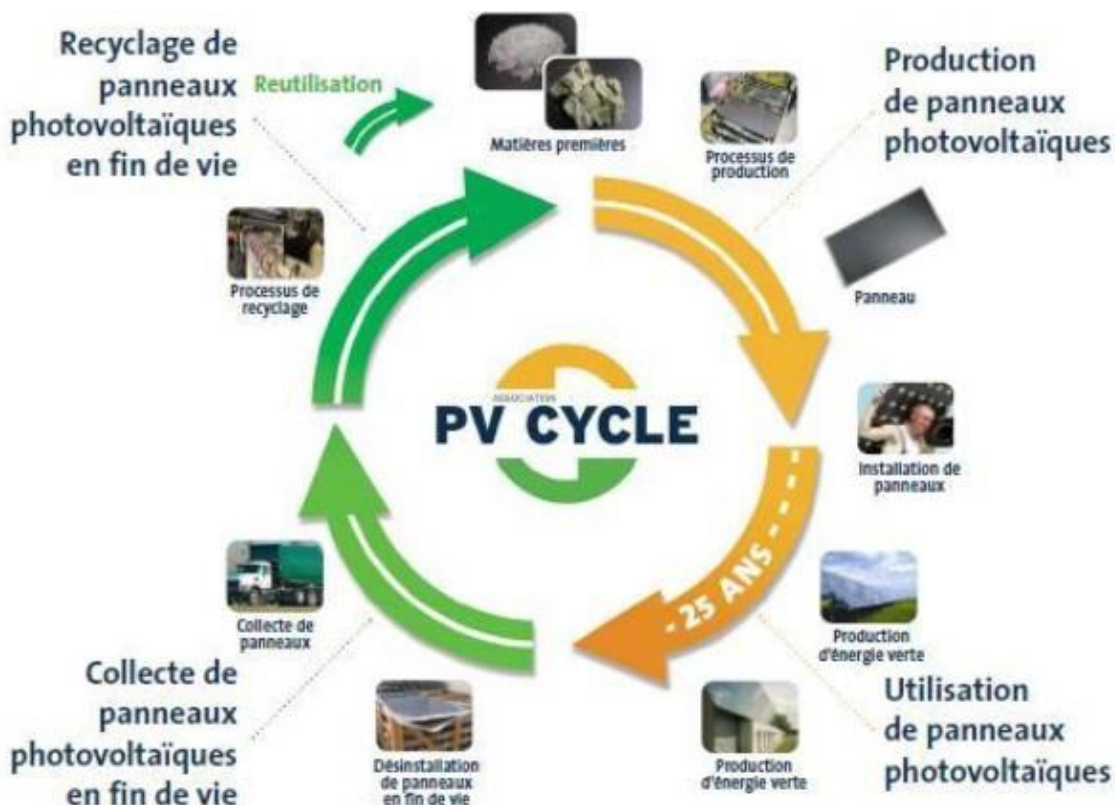 Recyclage de
panneaux
photovoltaïques
en fin de vie
Reutilisation
Matières premières
Processus de
production
Production
de panneaux
photovoltaïques
Panneau
Installation de
panneaux
25 ANS
Production
d'énergie verte
Utilisation
de panneaux
photovoltaïques
Production
d'énergie verte
Désinstallation
de panneaux
en fin de vie
Collecte de
panneaux
photovoltaïques
en fin de vie
Collecte de
panneaux
Processus de
recyclage
ASSOCIATION
PV CYCLE